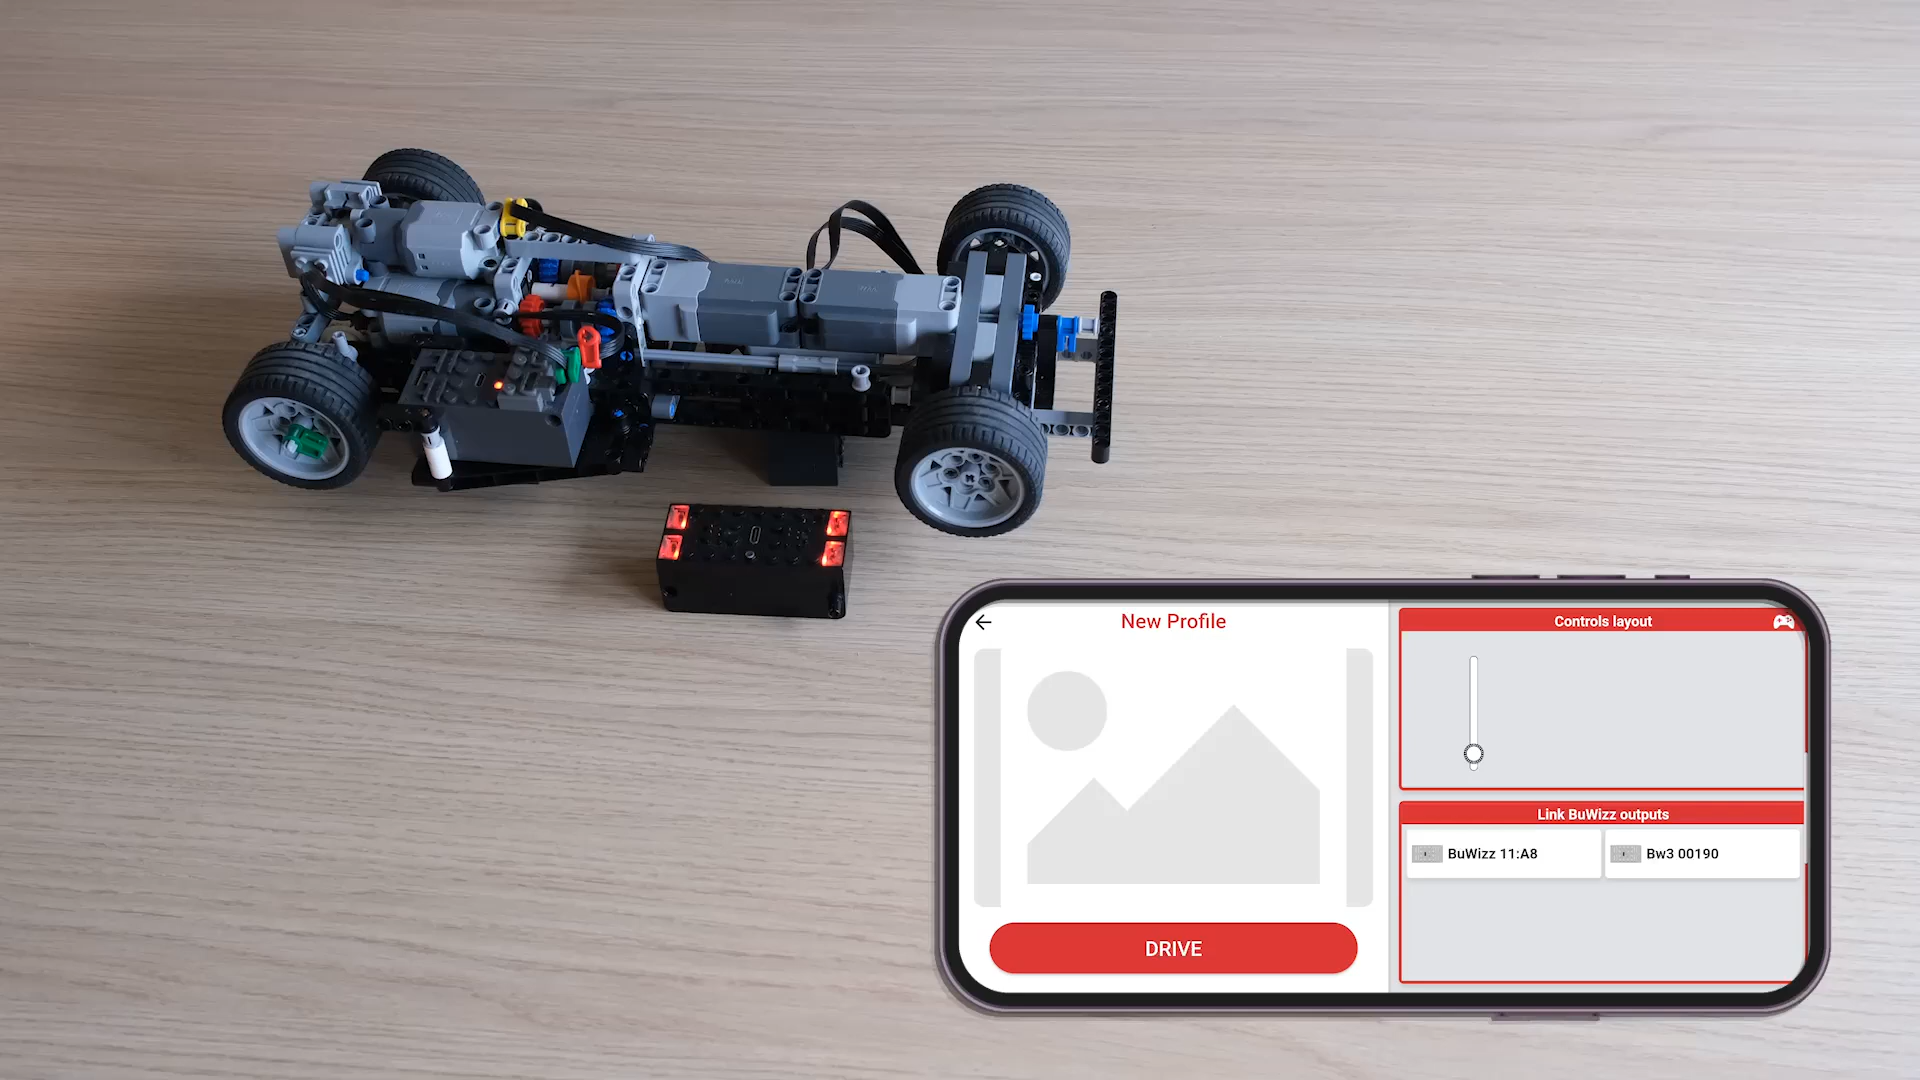 New Profile
DRIVE
Controls layout
Link BuWizz outputs
BuWizz 11:A8
Bw3 00190